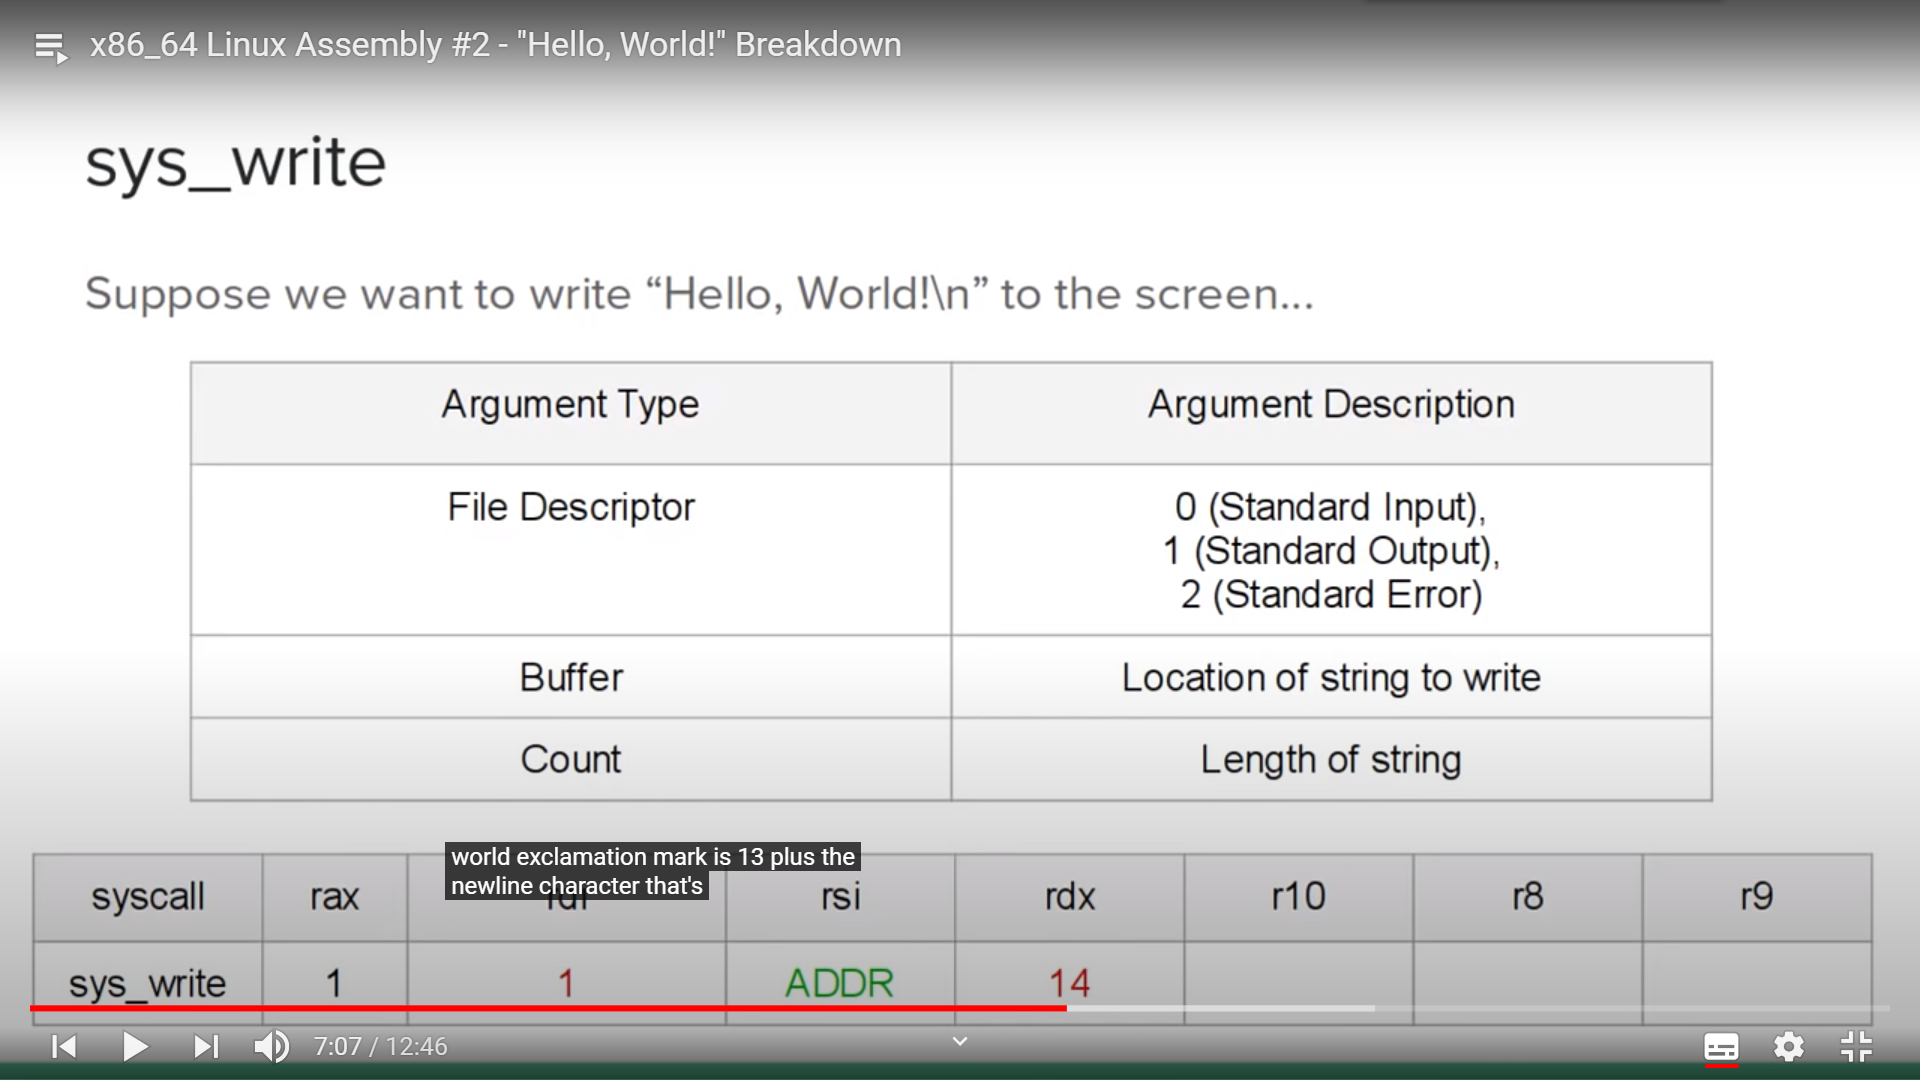 x86_64 Linux Assembly #2 - "Hello, World!" Breakdown
sys_write
Suppose we want to write “Hello, World!\n” to the screen...
Argument Type
Argument Description
File Descriptor
0 (Standard Input),
1 (Standard Output),
2 (Standard Error)
Buffer
Location of string to write
Count
Length of string
world exclamation mark is 13 plus the
newline character that's
syscall rax rsi rdx r10 r8 r9
sys_write 1 1 ADDR 14
7:07 / 12:46